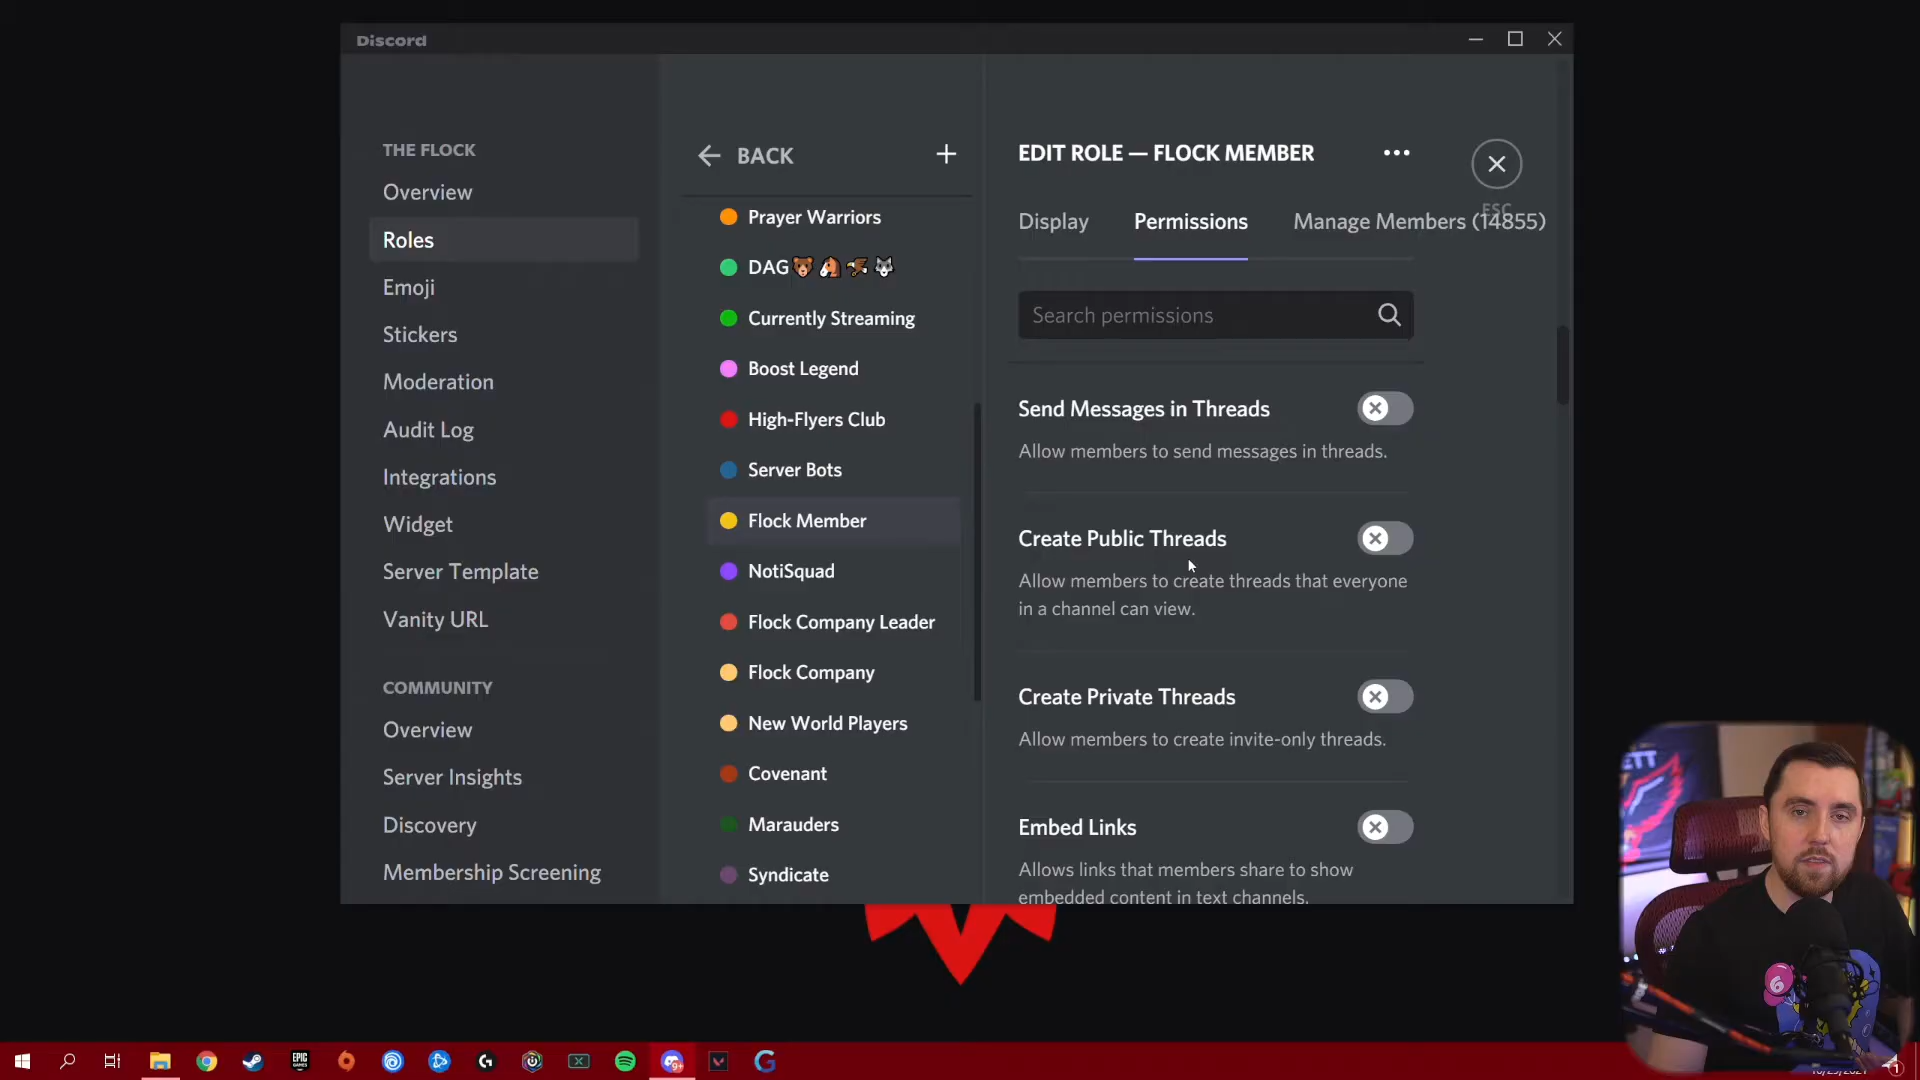 Discord
THE FLOCK
Overview
Roles
Emoji
Stickers
Moderation
Audit Log
Integrations
Widget
Server Template
Vanity URL
COMMUNITY
Overview
Server Insights
Discovery
Membership Screening
BACK
Prayer Warriors
DAG🐻🐴🦅🐺
Currently Streaming
Boost Legend
High-Flyers Club
Server Bots
Flock Member
NotiSquad
Flock Company Leader
Flock Company
New World Players
Covenant
Marauders
Syndicate
EDIT ROLE — FLOCK MEMBER
ESC
Display Permissions Manage Members (14855)
Search permissions
Send Messages in Threads
Allow members to send messages in threads.
Create Public Threads
Allow members to create threads that everyone
in a channel can view.
Create Private Threads
Allow members to create invite-only threads.
Embed Links
Allows links that members share to show
embedded content in text channels.
EPIC
GAMES